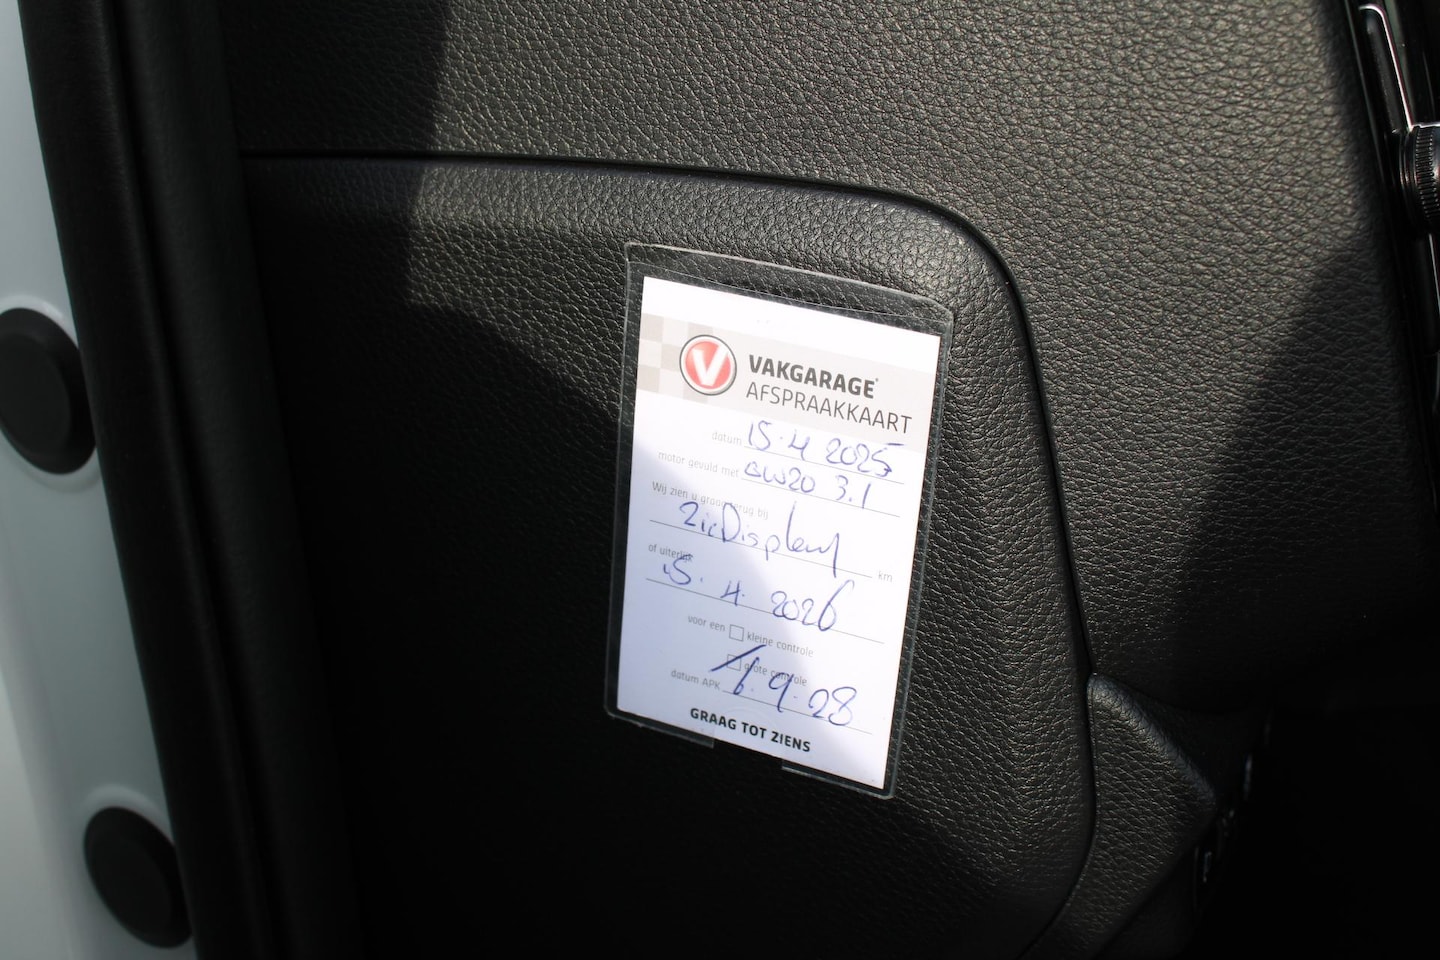 V VAKGARAGE
AFSPRAAKKAART
datum 15·4 2025
motor gevuld met 0W20 3.1
Wij zien u graag terug bij
Zie Display km
of uiterlijk
15. 4. 2026
voor een kleine controle
grote controle
datum APK 1.9.28
GRAAG TOT ZIENS